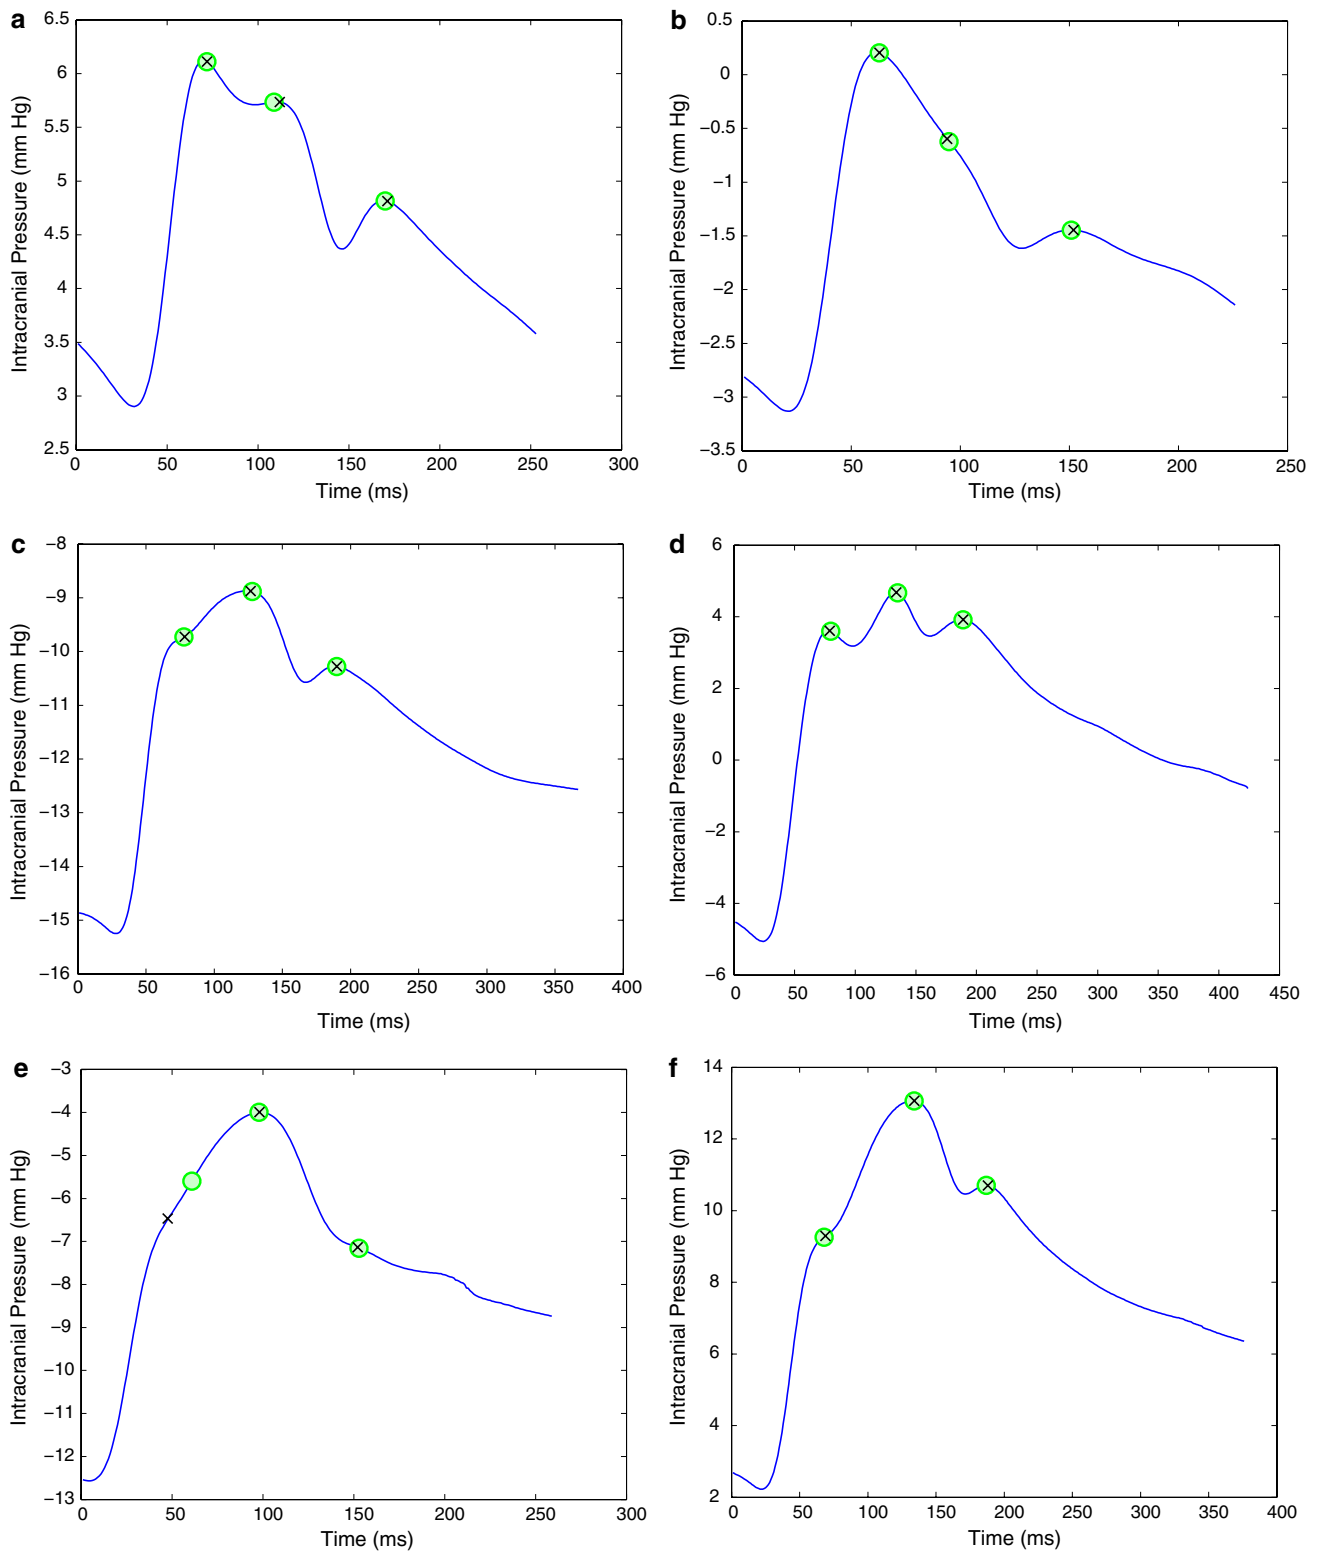 a
6.5
6
5.5
5
4.5
4
3.5
3
2.5
0 50 100 150 200 250 300
Intracranial Pressure (mm Hg)
Time (ms)
b
0.5
0
−0.5
−1
−1.5
−2
−2.5
−3
−3.5
0 50 100 150 200 250
Intracranial Pressure (mm Hg)
Time (ms)
c
−8
−9
−10
−11
−12
−13
−14
−15
−16
0 50 100 150 200 250 300 350 400
Intracranial Pressure (mm Hg)
Time (ms)
d
6
4
2
0
−2
−4
−6
0 50 100 150 200 250 300 350 400 450
Intracranial Pressure (mm Hg)
Time (ms)
e
−3
−4
−5
−6
−7
−8
−9
−10
−11
−12
−13
0 50 100 150 200 250 300
Intracranial Pressure (mm Hg)
Time (ms)
f
14
12
10
8
6
4
2
0 50 100 150 200 250 300 350 400
Intracranial Pressure (mm Hg)
Time (ms)